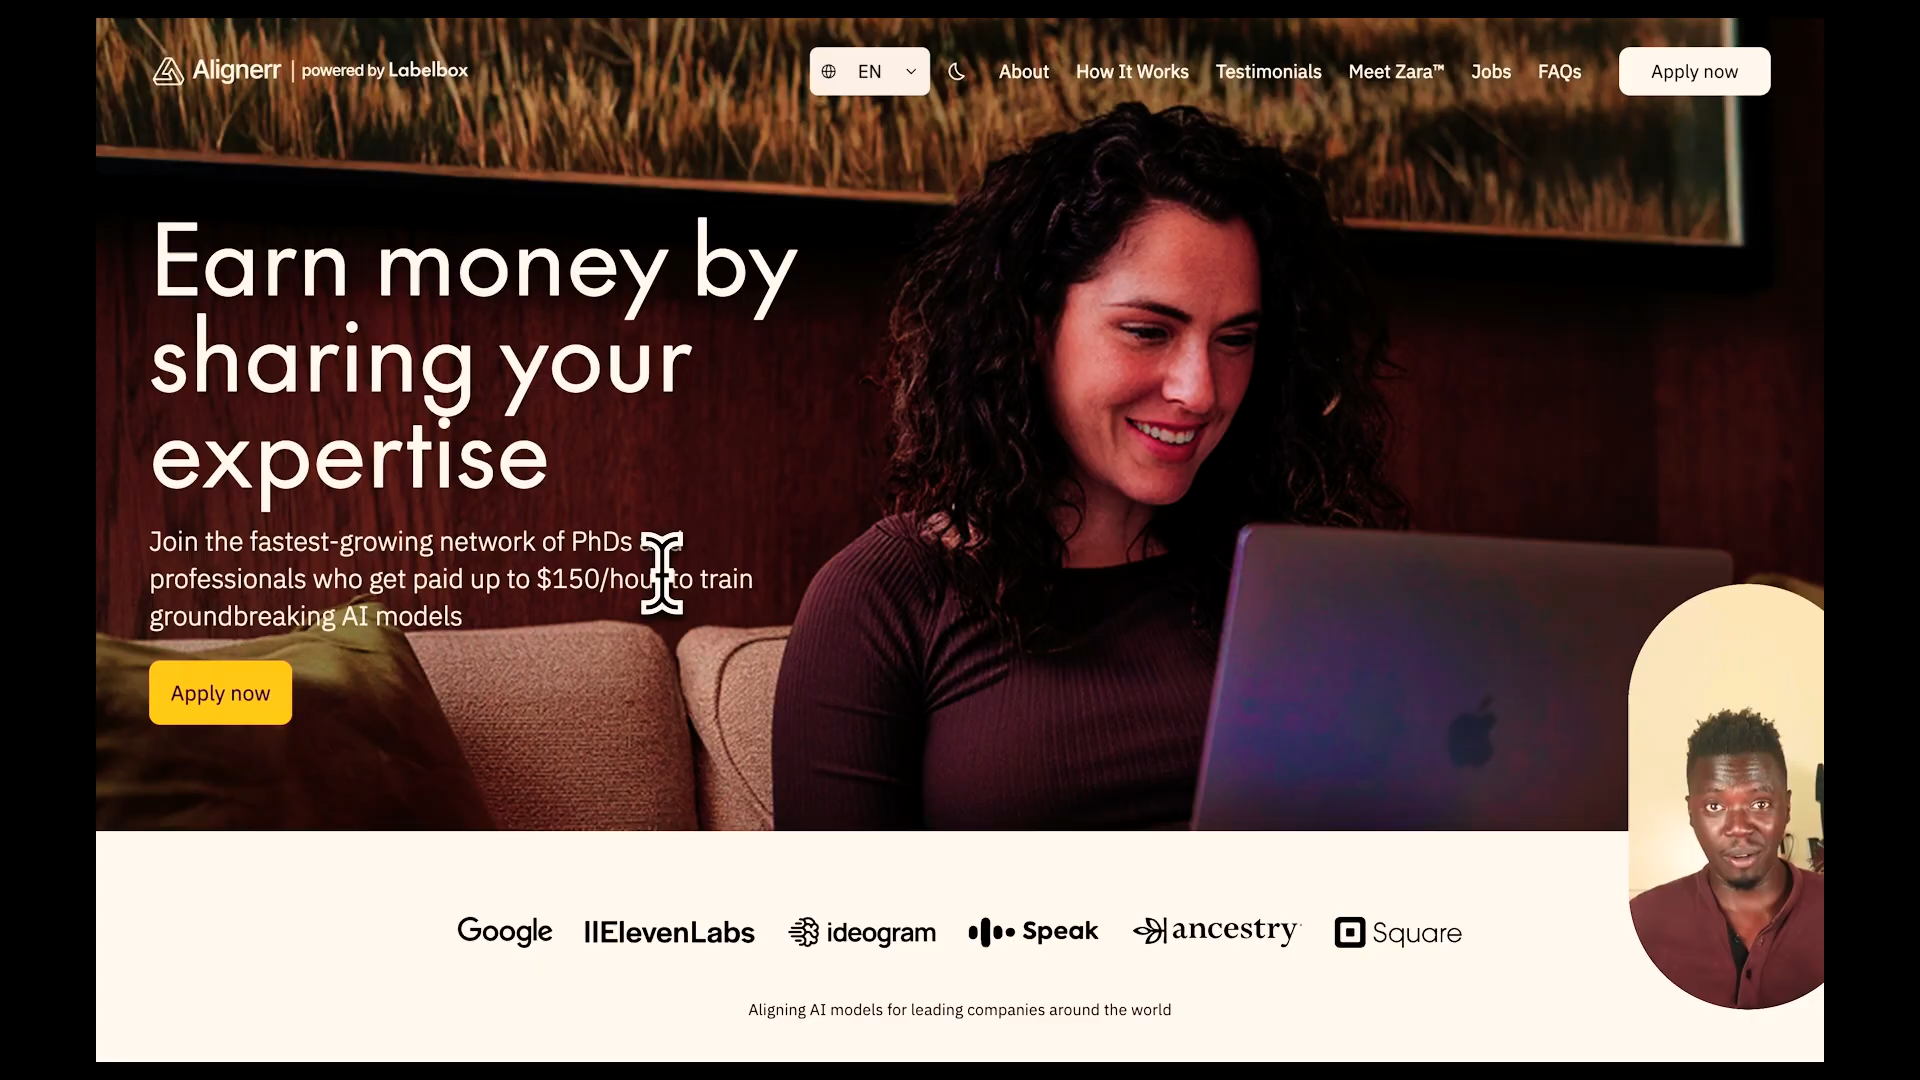 Alignerr | powered by Labelbox
EN
About
How It Works
Testimonials
Meet Zara™
Jobs
FAQs
Apply now
Earn money by
sharing your
expertise
Join the fastest-growing network of PhDs
professionals who get paid up to $150/hour to train
groundbreaking AI models
Apply now
Google
IIElevenLabs
ideogram
Speak
ancestry
Square
Aligning AI models for leading companies around the world